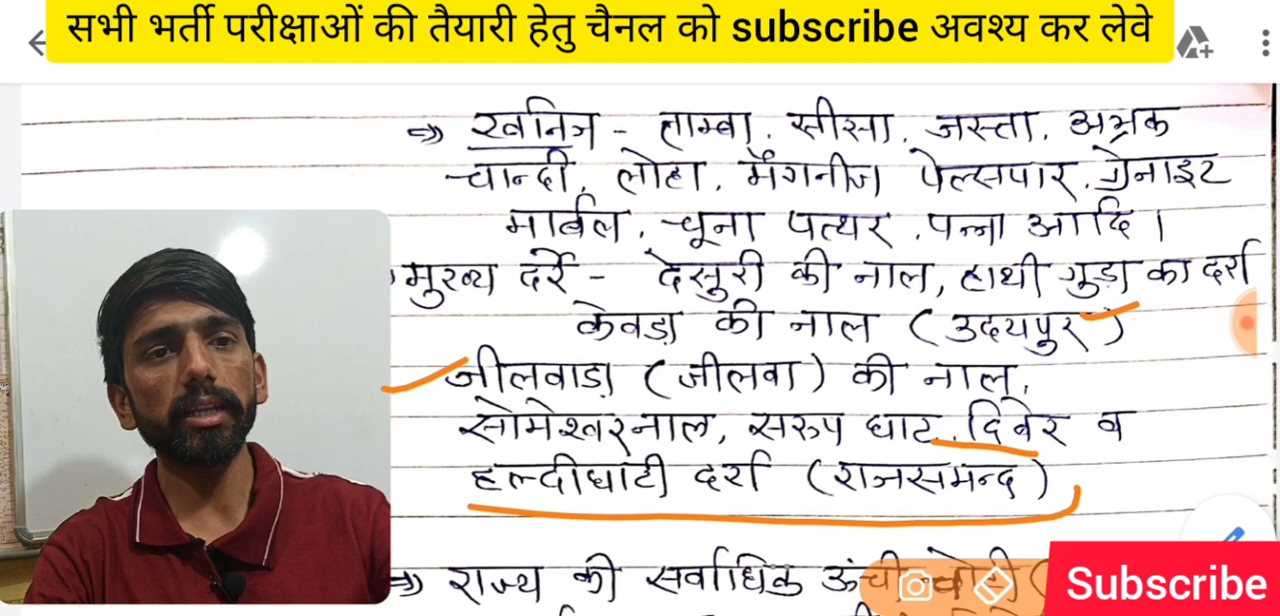 सभी भर्ती परीक्षाओं की तैयारी हेतु चैनल को subscribe अवश्य कर लेवे
⇒ खनिज - ताम्बा, सीसा, जस्ता, अभ्रक
चान्दी, लोहा, मैंगनीज, फेल्सपार, ग्रेनाइट
मार्बल, चूना पत्थर, पन्ना आदि।
मुख्य दर्रे - देसुरी की नाल, हाथी गुड़ा का दर्रा
केवड़ा की नाल (उदयपुर)
जीलवाड़ा (जीलवा) की नाल,
सोमेश्वरनाल, सरुप घाट, दिवेर व
हल्दीघाटी दर्रा (राजसमन्द)
⇒ राज्य की सर्वाधिक ऊंची चोटी (
Subscribe